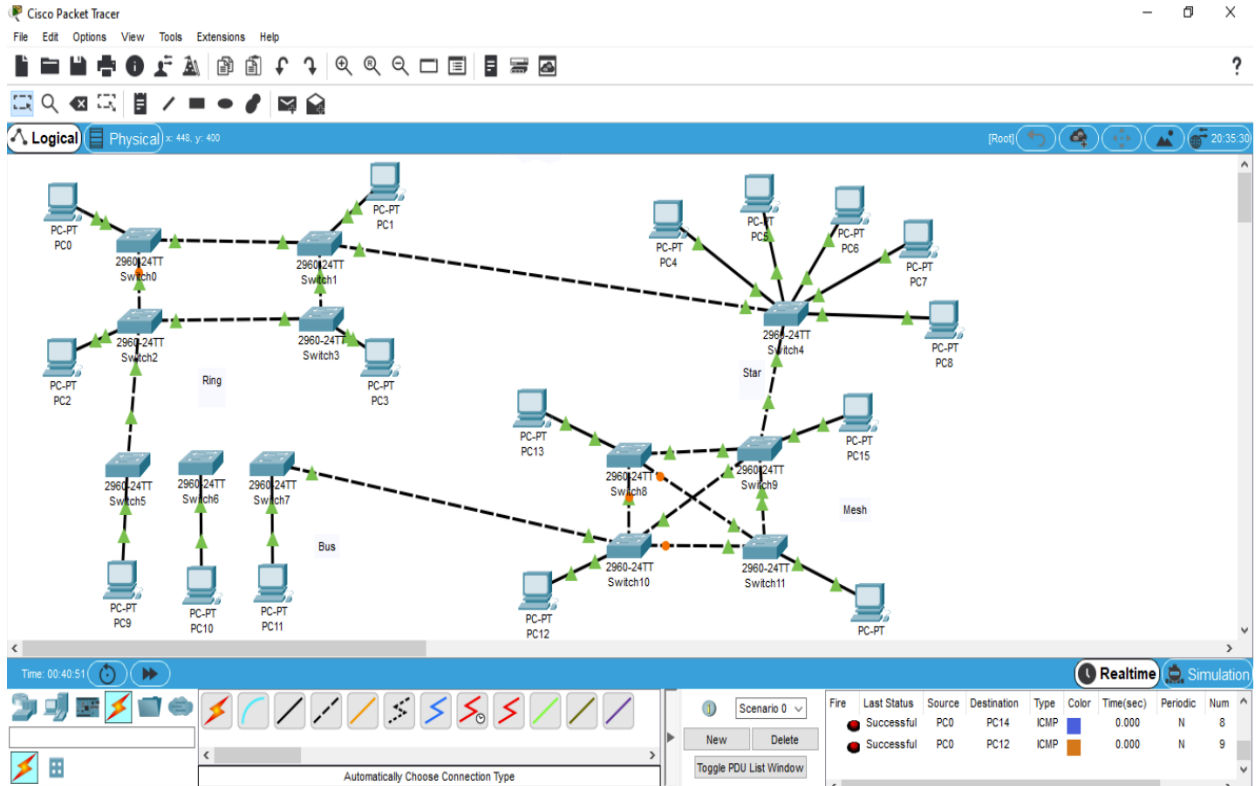 Cisco Packet Tracer
File Edit Options View Tools Extensions Help
?
Logical Physical x: 448, y: 400 [Root] 20:35:30
PC-PT
PC0
PC-PT
PC1
2960-24TT
Switch0
2960-24TT
Switch1
PC-PT
PC4
PC-PT
PC5
PC-PT
PC6
PC-PT
PC7
PC-PT
PC8
2960-24TT
Switch2
2960-24TT
Switch3
2960-24TT
Switch4
PC-PT
PC2
Ring
PC-PT
PC3
Star
PC-PT
PC13
PC-PT
PC15
2960-24TT
Switch5
2960-24TT
Switch6
2960-24TT
Switch7
2960-24TT
Switch8
2960-24TT
Switch9
Mesh
Bus
2960-24TT
Switch10
2960-24TT
Switch11
PC-PT
PC9
PC-PT
PC10
PC-PT
PC11
PC-PT
PC12
PC-PT
Time: 00:40:51 Realtime Simulation
Scenario 0
New Delete
Toggle PDU List Window
Fire Last Status Source Destination Type Color Time(sec) Periodic Num
Successful PC0 PC14 ICMP 0.000 N 8
Successful PC0 PC12 ICMP 0.000 N 9
Automatically Choose Connection Type